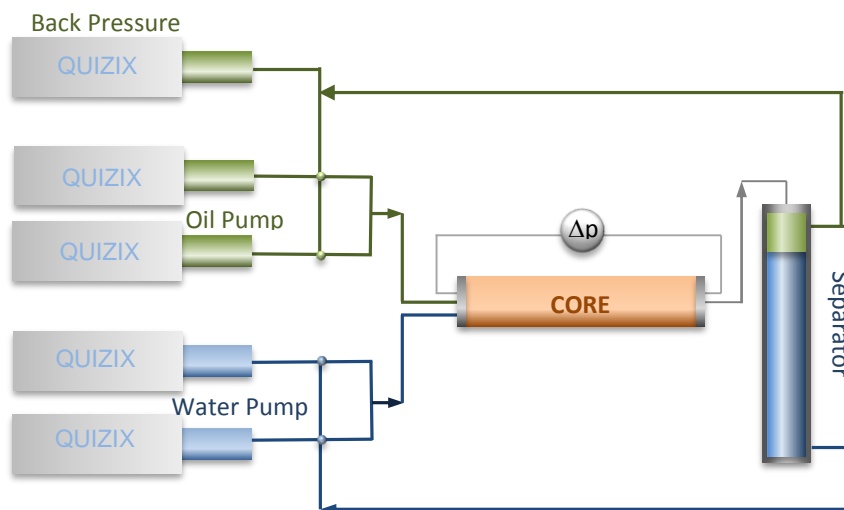 Back Pressure
QUIZIX
QUIZIX
Oil Pump
QUIZIX
Δp
CORE
Separator
QUIZIX
Water Pump
QUIZIX